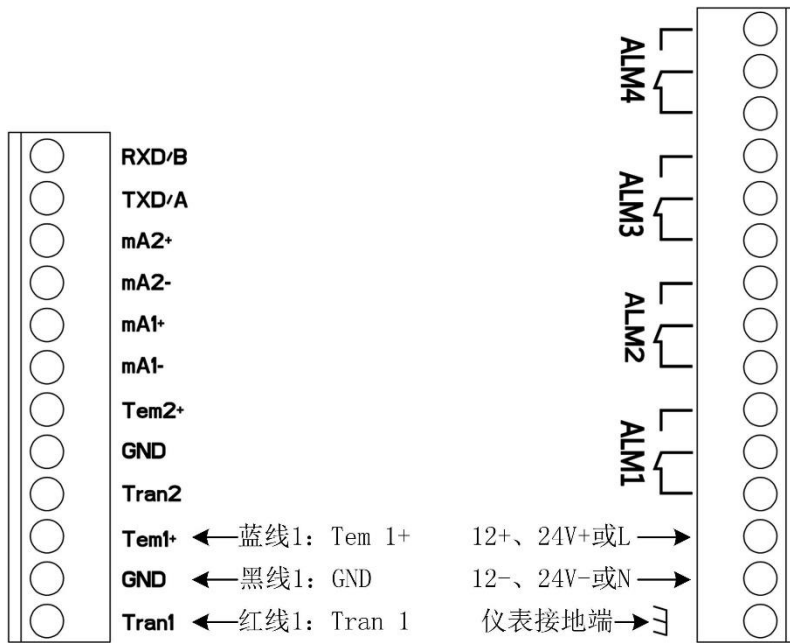 ALM4
RXD/B
TXD/A
ALM3
mA2+
mA2-
mA1+
ALM2
mA1-
Tem2+
GND
ALM1
Tran2
Tem1+ 蓝线1: Tem 1+ 12+、24V+或L
GND 黑线1: GND 12-、24V-或N
Tran1 红线1: Tran 1 仪表接地端